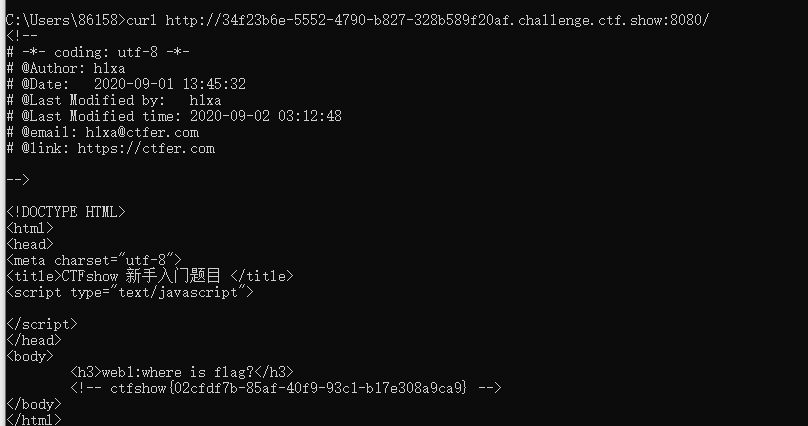 C:\Users\86158>curl http://34f23b6e-5552-4790-b827-328b589f20af.challenge.ctf.show:8080/
<!--
# -*- coding: utf-8 -*-
# @Author: hlxa
# @Date:   2020-09-01 13:45:32
# @Last Modified by:   hlxa
# @Last Modified time: 2020-09-02 03:12:48
# @email: hlxa@ctfer.com
# @link: https://ctfer.com
-->
<!DOCTYPE HTML>
<html>
<head>
<meta charset="utf-8">
<title>CTFshow 新手入门题目 </title>
<script type="text/javascript">
</script>
</head>
<body>
<h3>web1:where is flag?</h3>
<!-- ctfshow{02cfdf7b-85af-40f9-93c1-b17e308a9ca9} -->
</body>
</html>